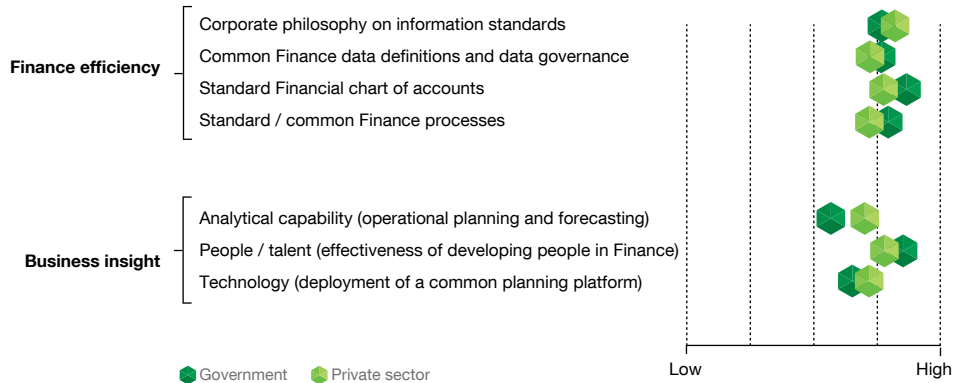 Finance efficiency
Corporate philosophy on information standards
Common Finance data definitions and data governance
Standard Financial chart of accounts
Standard / common Finance processes
Business insight
Analytical capability (operational planning and forecasting)
People / talent (effectiveness of developing people in Finance)
Technology (deployment of a common planning platform)
Low
High
Government
Private sector